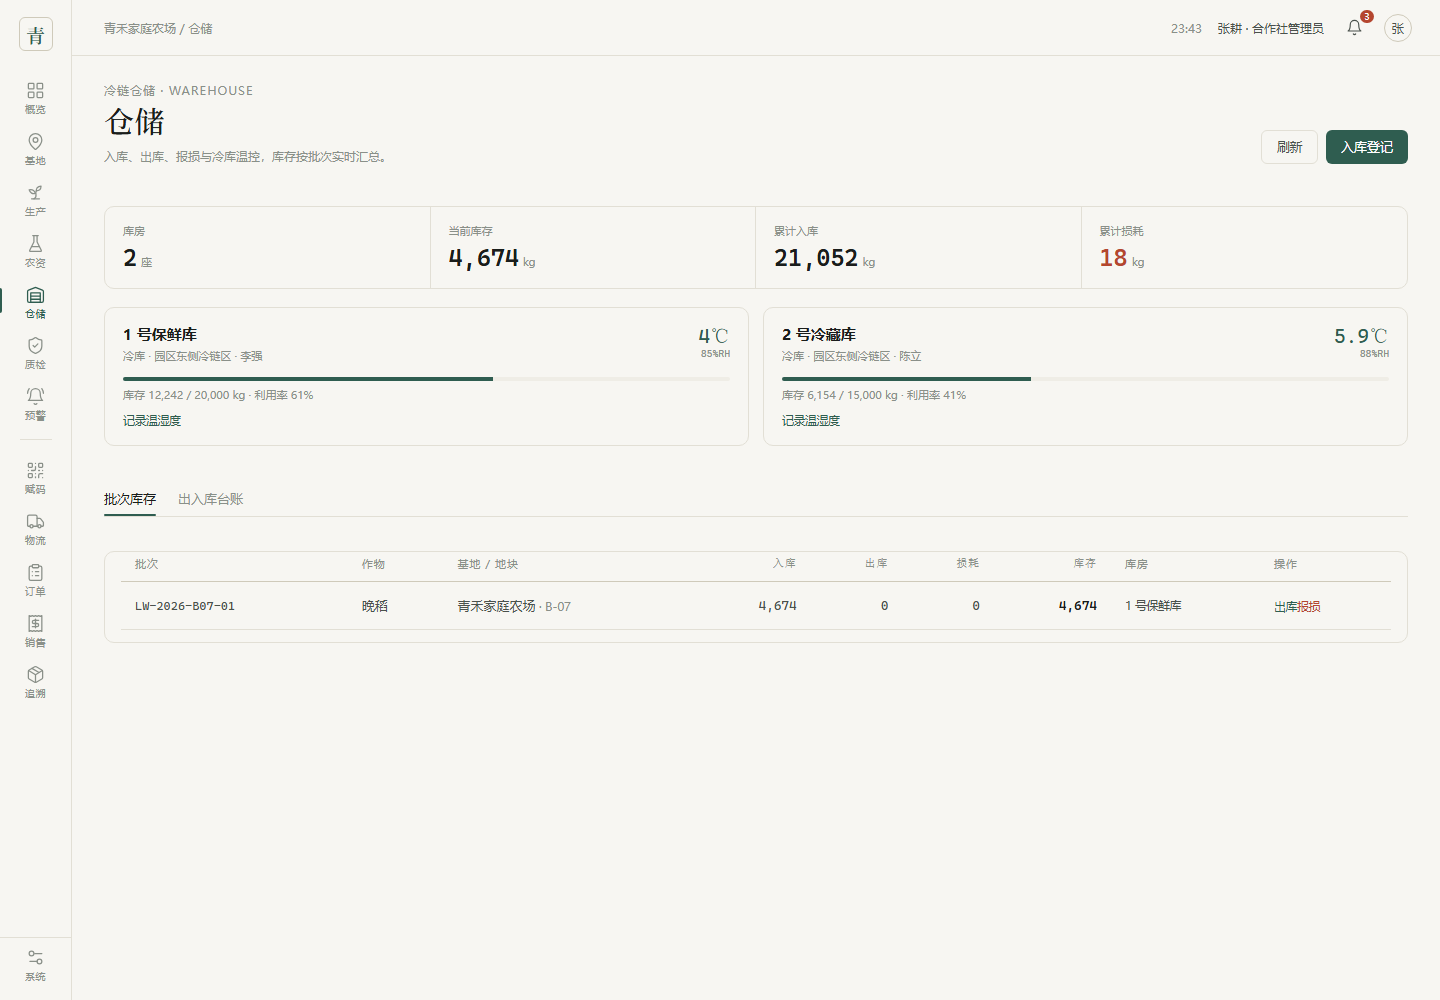 青
青禾家庭农场 / 仓储
23:43 张耕 · 合作社管理员 3 张
概览
基地
生产
农资
仓储
质检
预警
赋码
物流
订单
销售
追溯
系统
冷链仓储 · WAREHOUSE
仓储
入库、出库、报损与冷库温控，库存按批次实时汇总。
刷新 入库登记
库房 当前库存 累计入库 累计损耗
2 座 4,674 kg 21,052 kg 18 kg
1 号保鲜库 4℃
冷库 · 园区东侧冷链区 · 李强 85%RH
库存 12,242 / 20,000 kg · 利用率 61%
记录温湿度
2 号冷藏库 5.9℃
冷库 · 园区东侧冷链区 · 陈立 88%RH
库存 6,154 / 15,000 kg · 利用率 41%
记录温湿度
批次库存 出入库台账
批次 作物 基地 / 地块 入库 出库 损耗 库存 库房 操作
LW-2026-B07-01 晚稻 青禾家庭农场 · B-07 4,674 0 0 4,674 1 号保鲜库 出库报损